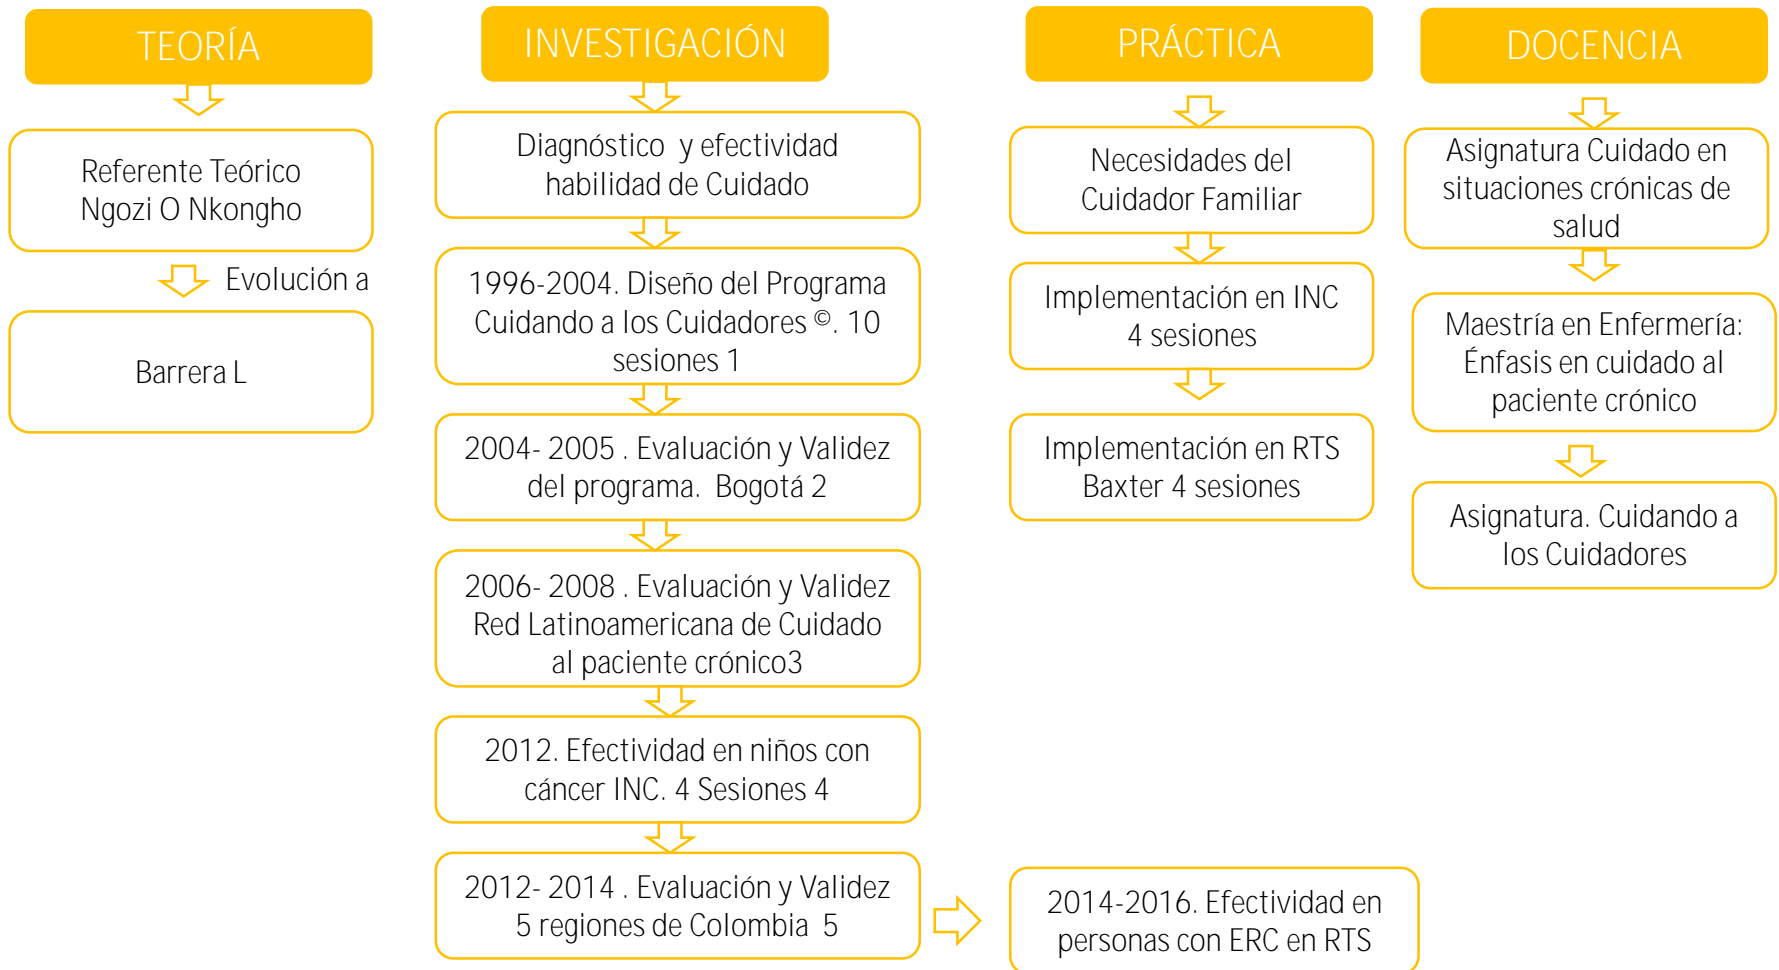 TEORÍA
Referente Teórico
Ngozi O Nkongho
Evolución a
Barrera L
INVESTIGACIÓN
Diagnóstico y efectividad
habilidad de Cuidado
1996-2004. Diseño del Programa
Cuidando a los Cuidadores ©. 10
sesiones 1
2004- 2005 . Evaluación y Validez
del programa. Bogotá 2
2006- 2008 . Evaluación y Validez
Red Latinoamericana de Cuidado
al paciente crónico3
2012. Efectividad en niños con
cáncer INC. 4 Sesiones 4
2012- 2014 . Evaluación y Validez
5 regiones de Colombia 5
2014-2016. Efectividad en
personas con ERC en RTS
PRÁCTICA
Necesidades del
Cuidador Familiar
Implementación en INC
4 sesiones
Implementación en RTS
Baxter 4 sesiones
DOCENCIA
Asignatura Cuidado en
situaciones crónicas de
salud
Maestría en Enfermería:
Énfasis en cuidado al
paciente crónico
Asignatura. Cuidando a
los Cuidadores